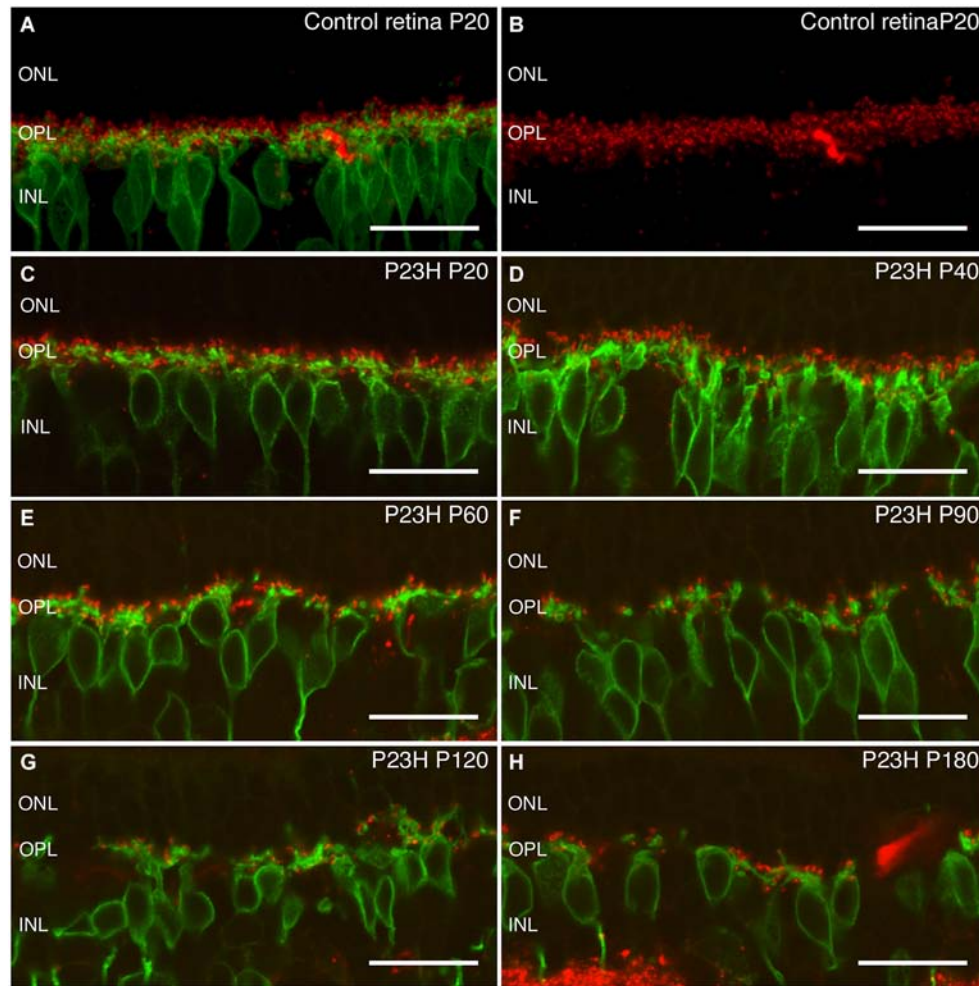 A Control retina P20
ONL
OPL
INL
B Control retinaP20
ONL
OPL
INL
C P23H P20
ONL
OPL
INL
D P23H P40
ONL
OPL
INL
E P23H P60
ONL
OPL
INL
F P23H P90
ONL
OPL
INL
G P23H P120
ONL
OPL
INL
H P23H P180
ONL
OPL
INL